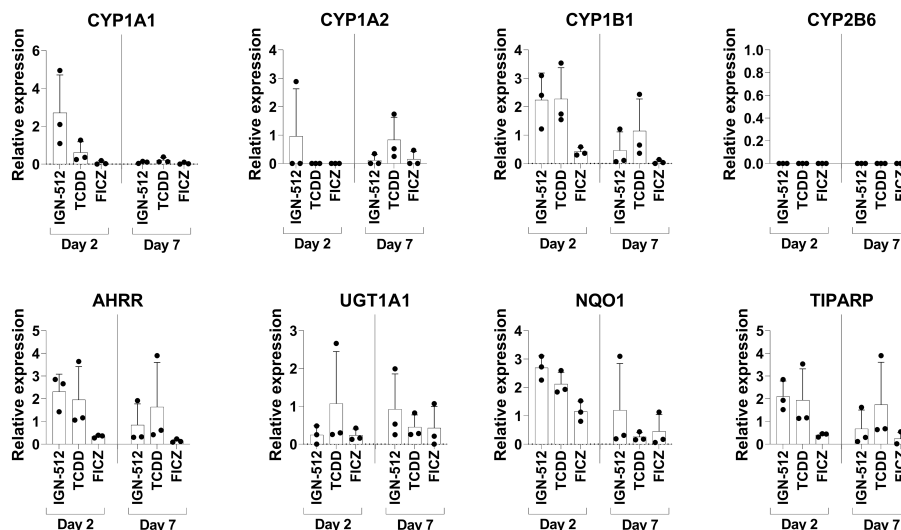 CYP1A1
Relative expression
6
4
2
0
IGN-512
TCDD
FICZ
IGN-512
TCDD
FICZ
Day 2
Day 7
CYP1A2
Relative expression
4
3
2
1
0
IGN-512
TCDD
FICZ
IGN-512
TCDD
FICZ
Day 2
Day 7
CYP1B1
Relative expression
4
3
2
1
0
IGN-512
TCDD
FICZ
IGN-512
TCDD
FICZ
Day 2
Day 7
CYP2B6
Relative expression
1.0
0.8
0.6
0.4
0.2
0.0
IGN-512
TCDD
FICZ
IGN-512
TCDD
FICZ
Day 2
Day 7
AHRR
Relative expression
5
4
3
2
1
0
IGN-512
TCDD
FICZ
IGN-512
TCDD
FICZ
Day 2
Day 7
UGT1A1
Relative expression
3
2
1
0
IGN-512
TCDD
FICZ
IGN-512
TCDD
FICZ
Day 2
Day 7
NQO1
Relative expression
4
3
2
1
0
IGN-512
TCDD
FICZ
IGN-512
TCDD
FICZ
Day 2
Day 7
TIPARP
Relative expression
5
4
3
2
1
0
IGN-512
TCDD
FICZ
IGN-512
TCDD
FICZ
Day 2
Day 7